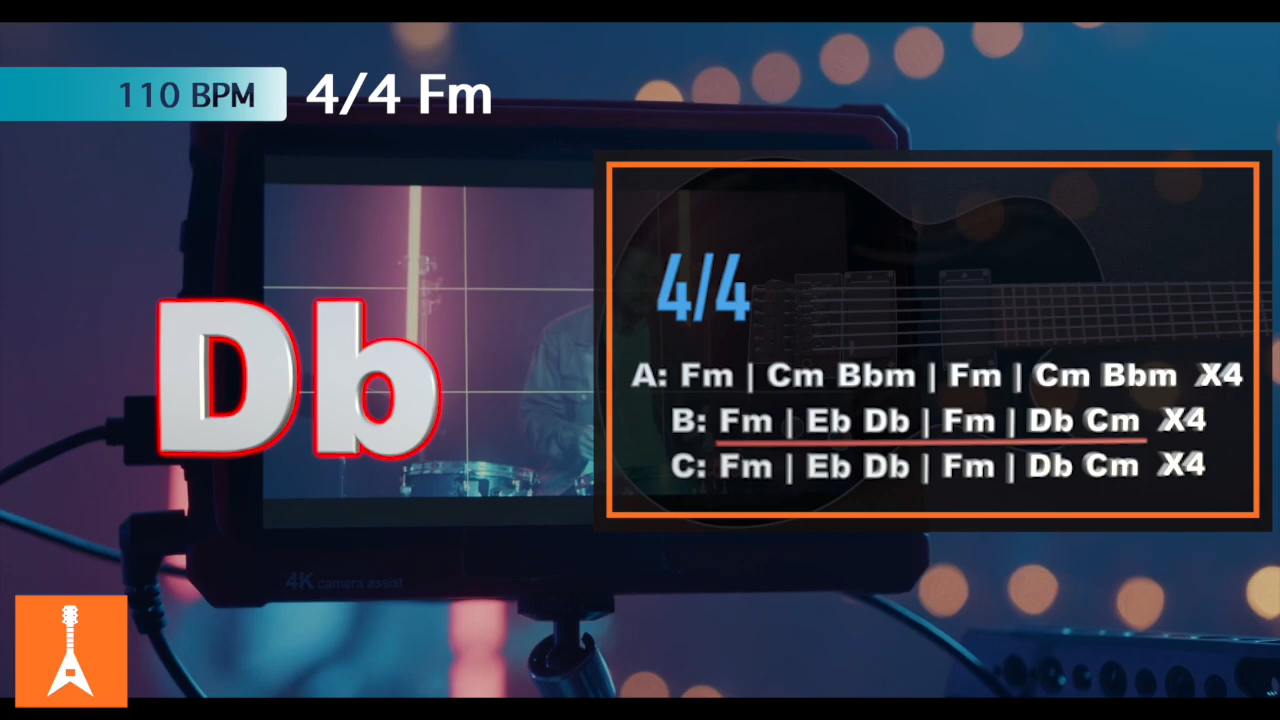 110 BPM 4/4 Fm
Db
4/4
A: Fm | Cm Bbm | Fm | Cm Bbm X4
B: Fm | Eb Db | Fm | Db Cm X4
C: Fm | Eb Db | Fm | Db Cm X4
4K camera assist